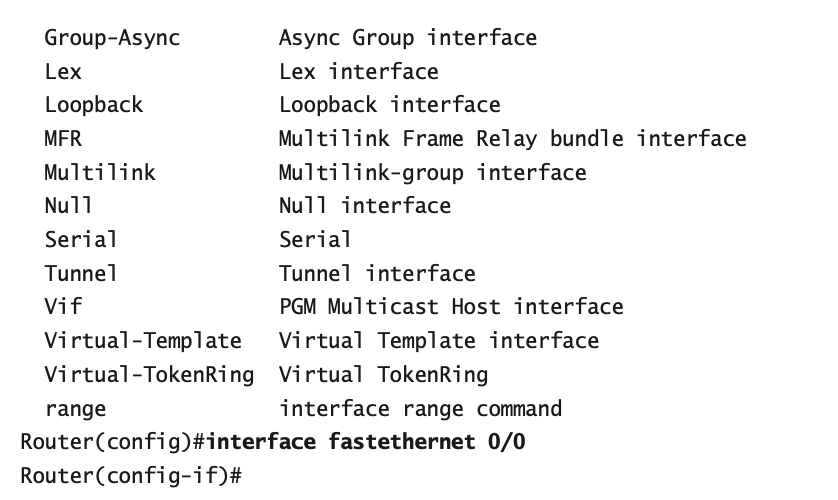 Group-Async Async Group interface
Lex Lex interface
Loopback Loopback interface
MFR Multilink Frame Relay bundle interface
Multilink Multilink-group interface
Null Null interface
Serial Serial
Tunnel Tunnel interface
Vif PGM Multicast Host interface
Virtual-Template Virtual Template interface
Virtual-TokenRing Virtual TokenRing
range interface range command
Router(config)#interface fastethernet 0/0
Router(config-if)#